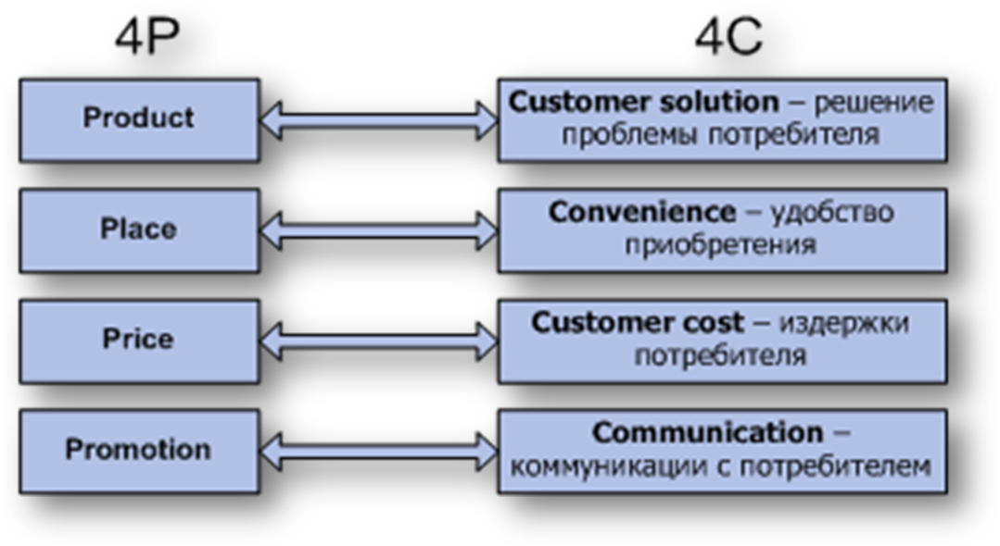 4P
4C
Product
Customer solution – решение
проблемы потребителя
Place
Convenience – удобство
приобретения
Price
Customer cost – издержки
потребителя
Promotion
Communication –
коммуникации с потребителем